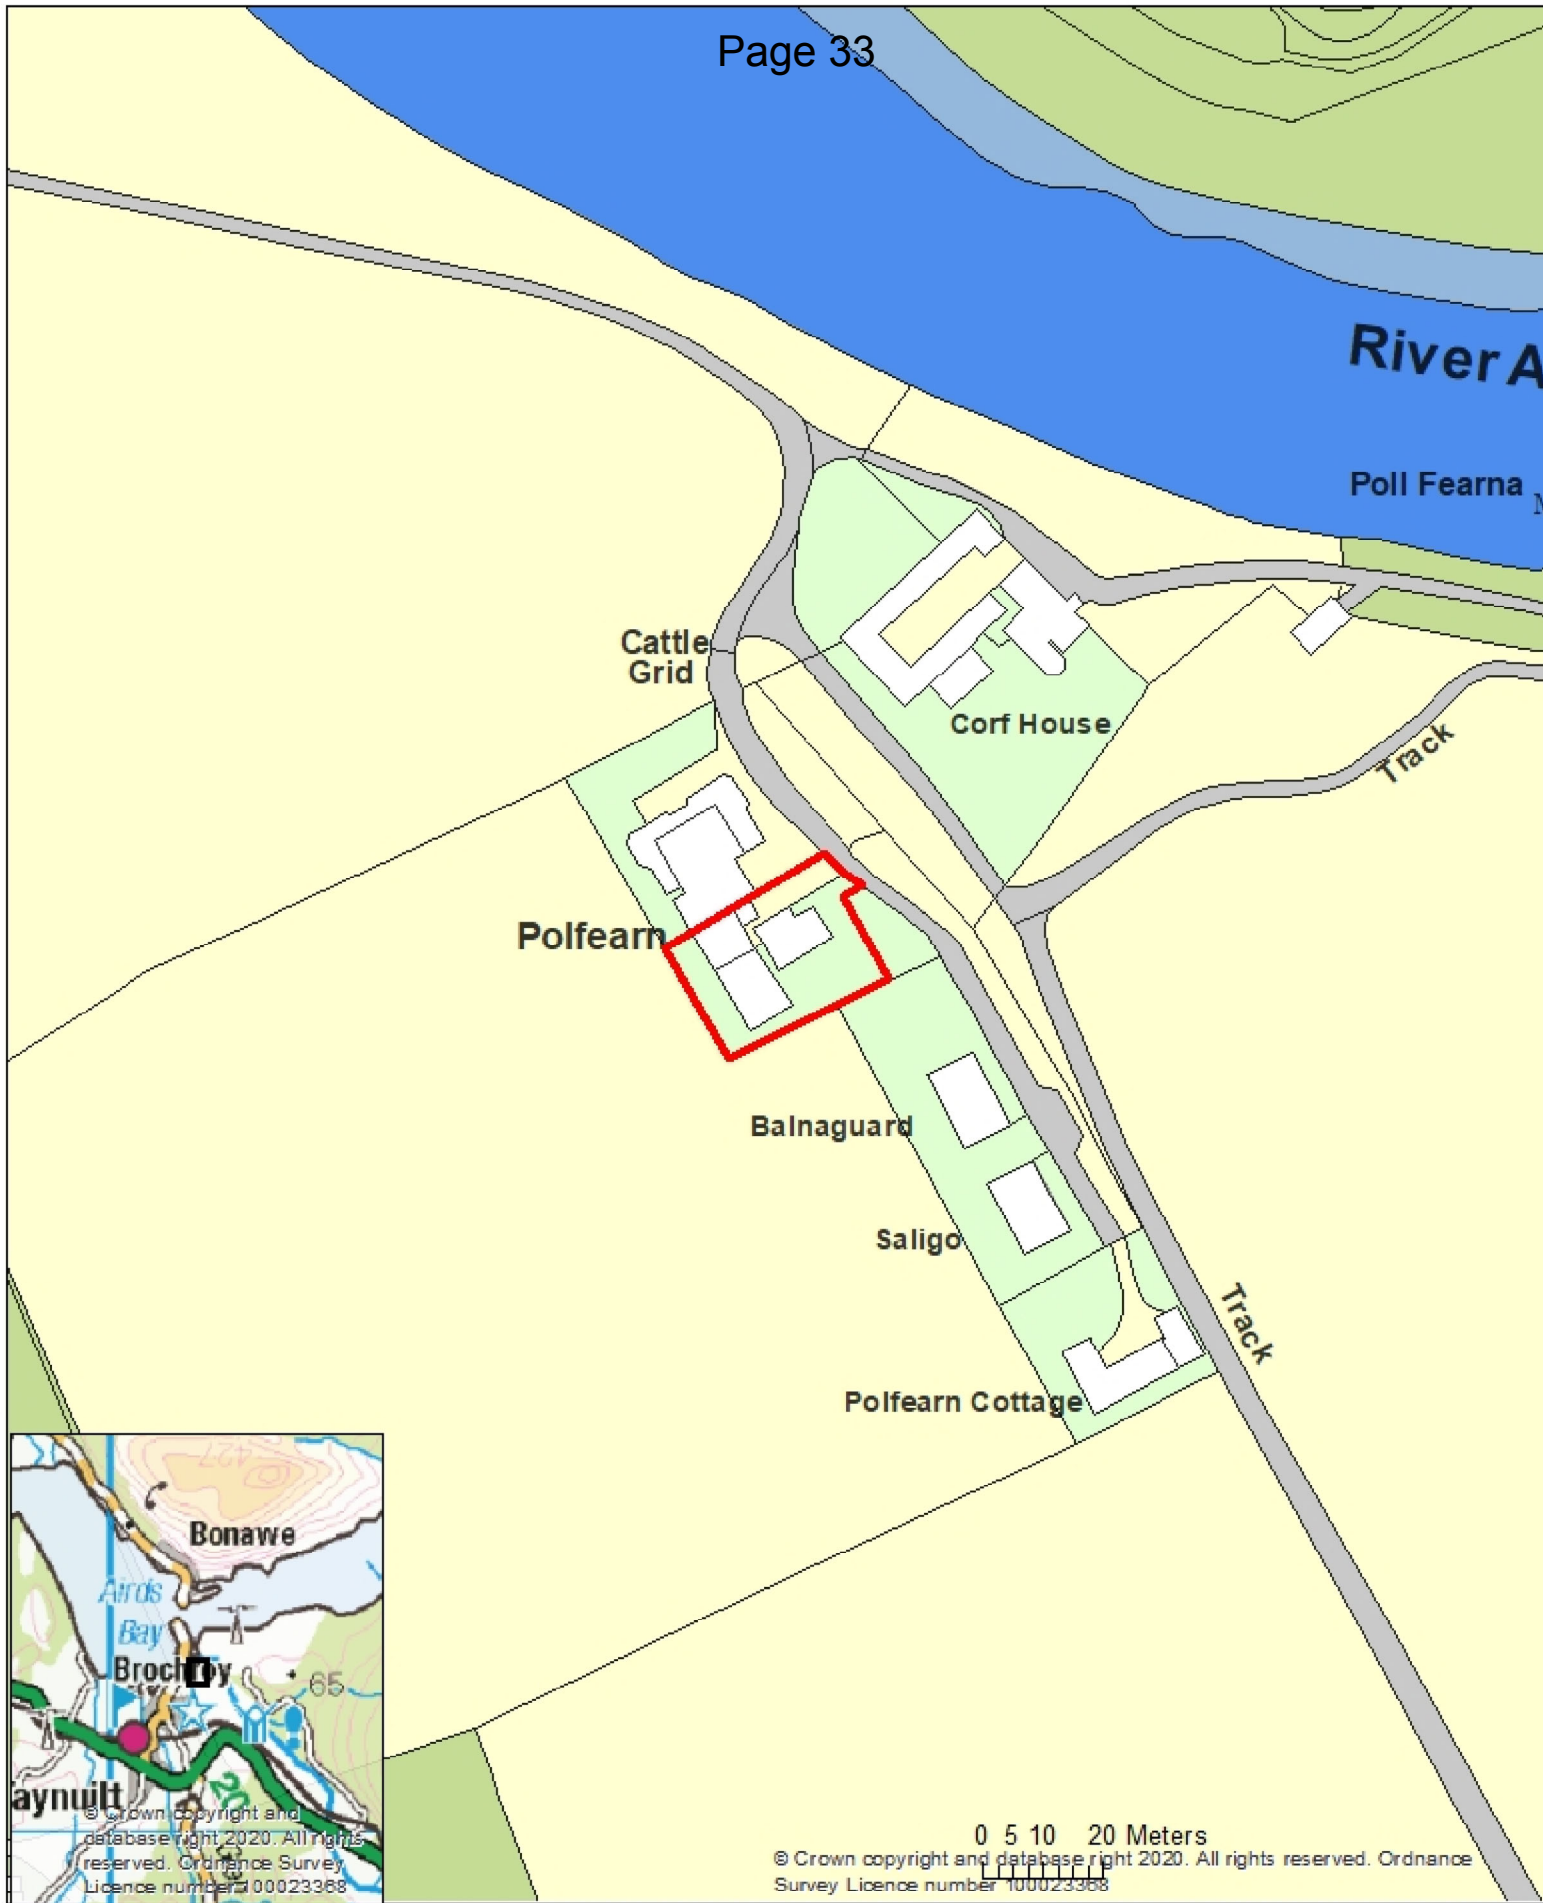 Page 33
River A
Poll Fearna
Cattle
Grid
Corf House
Track
Polfearn
Balnaguard
Saligo
Track
Polfearn Cottage
427
Bonawe
Airds
Bay
Brochroy
65
aynuilt
20
© Crown copyright and
database right 2020. All rights
reserved. Ordnance Survey
Licence number 100023368
0 5 10 20 Meters
© Crown copyright and database right 2020. All rights reserved. Ordnance
Survey Licence number 100023368